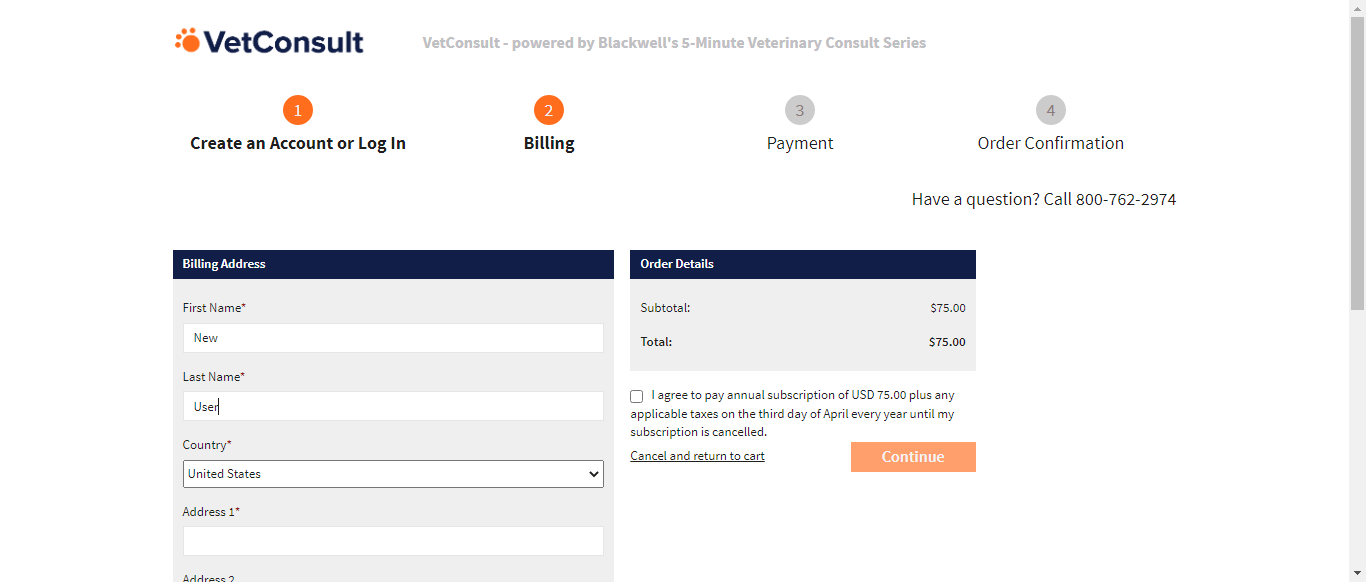 VetConsult
VetConsult - powered by Blackwell's 5-Minute Veterinary Consult Series
1
Create an Account or Log In
2
Billing
3
Payment
4
Order Confirmation
Have a question? Call 800-762-2974
Billing Address
First Name*
New
Last Name*
User
Country*
United States
Address 1*
Address 2
Order Details
Subtotal: $75.00
Total: $75.00
I agree to pay annual subscription of USD 75.00 plus any
applicable taxes on the third day of April every year until my
subscription is cancelled.
Cancel and return to cart
Continue